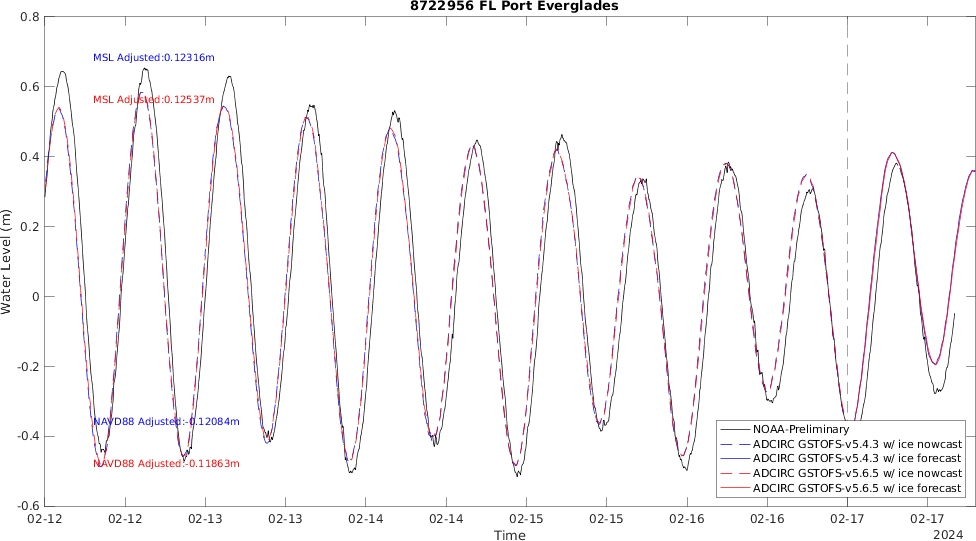 8722956 FL Port Everglades
0.8
0.6
0.4
0.2
0
-0.2
-0.4
-0.6
Water Level (m)
MSL Adjusted:0.12316m
MSL Adjusted:0.12537m
NAVD88 Adjusted:-0.12084m
NAVD88 Adjusted:-0.11863m
NOAA-Preliminary
ADCIRC GSTOFS-v5.4.3 w/ ice nowcast
ADCIRC GSTOFS-v5.4.3 w/ ice forecast
ADCIRC GSTOFS-v5.6.5 w/ ice nowcast
ADCIRC GSTOFS-v5.6.5 w/ ice forecast
02-12 02-12 02-13 02-13 02-14 02-14 02-15 02-15 02-16 02-16 02-17 02-17
Time
2024